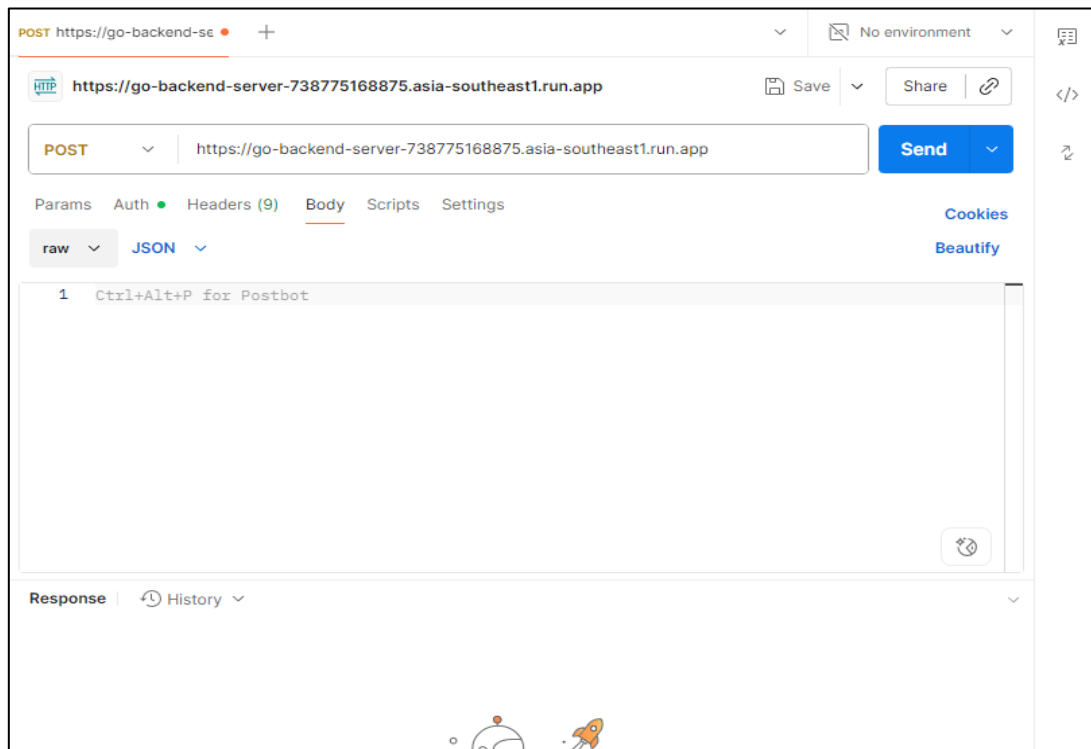 POST https://go-backend-se
No environment
HTTP https://go-backend-server-738775168875.asia-southeast1.run.app Save Share
POST https://go-backend-server-738775168875.asia-southeast1.run.app Send
Params Auth Headers (9) Body Scripts Settings Cookies
raw JSON Beautify
1 Ctrl+Alt+P for Postbot
Response History